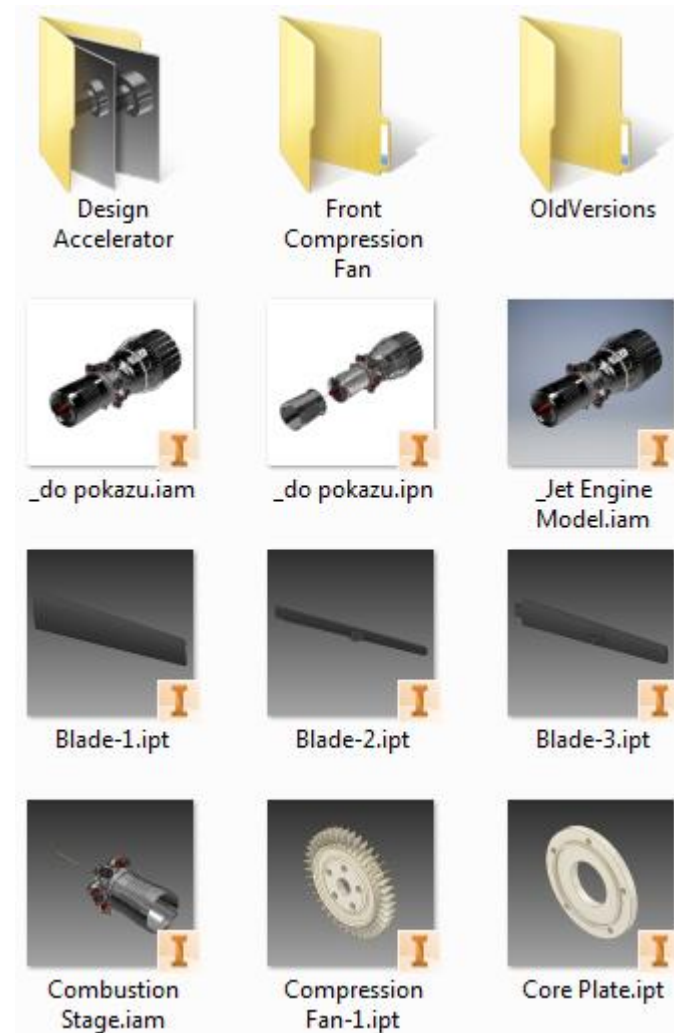 Design
Accelerator
Front
Compression
Fan
OldVersions
_do pokazu.iam
_do pokazu.ipn
_Jet Engine
Model.iam
Blade-1.ipt
Blade-2.ipt
Blade-3.ipt
Combustion
Stage.iam
Compression
Fan-1.ipt
Core Plate.ipt